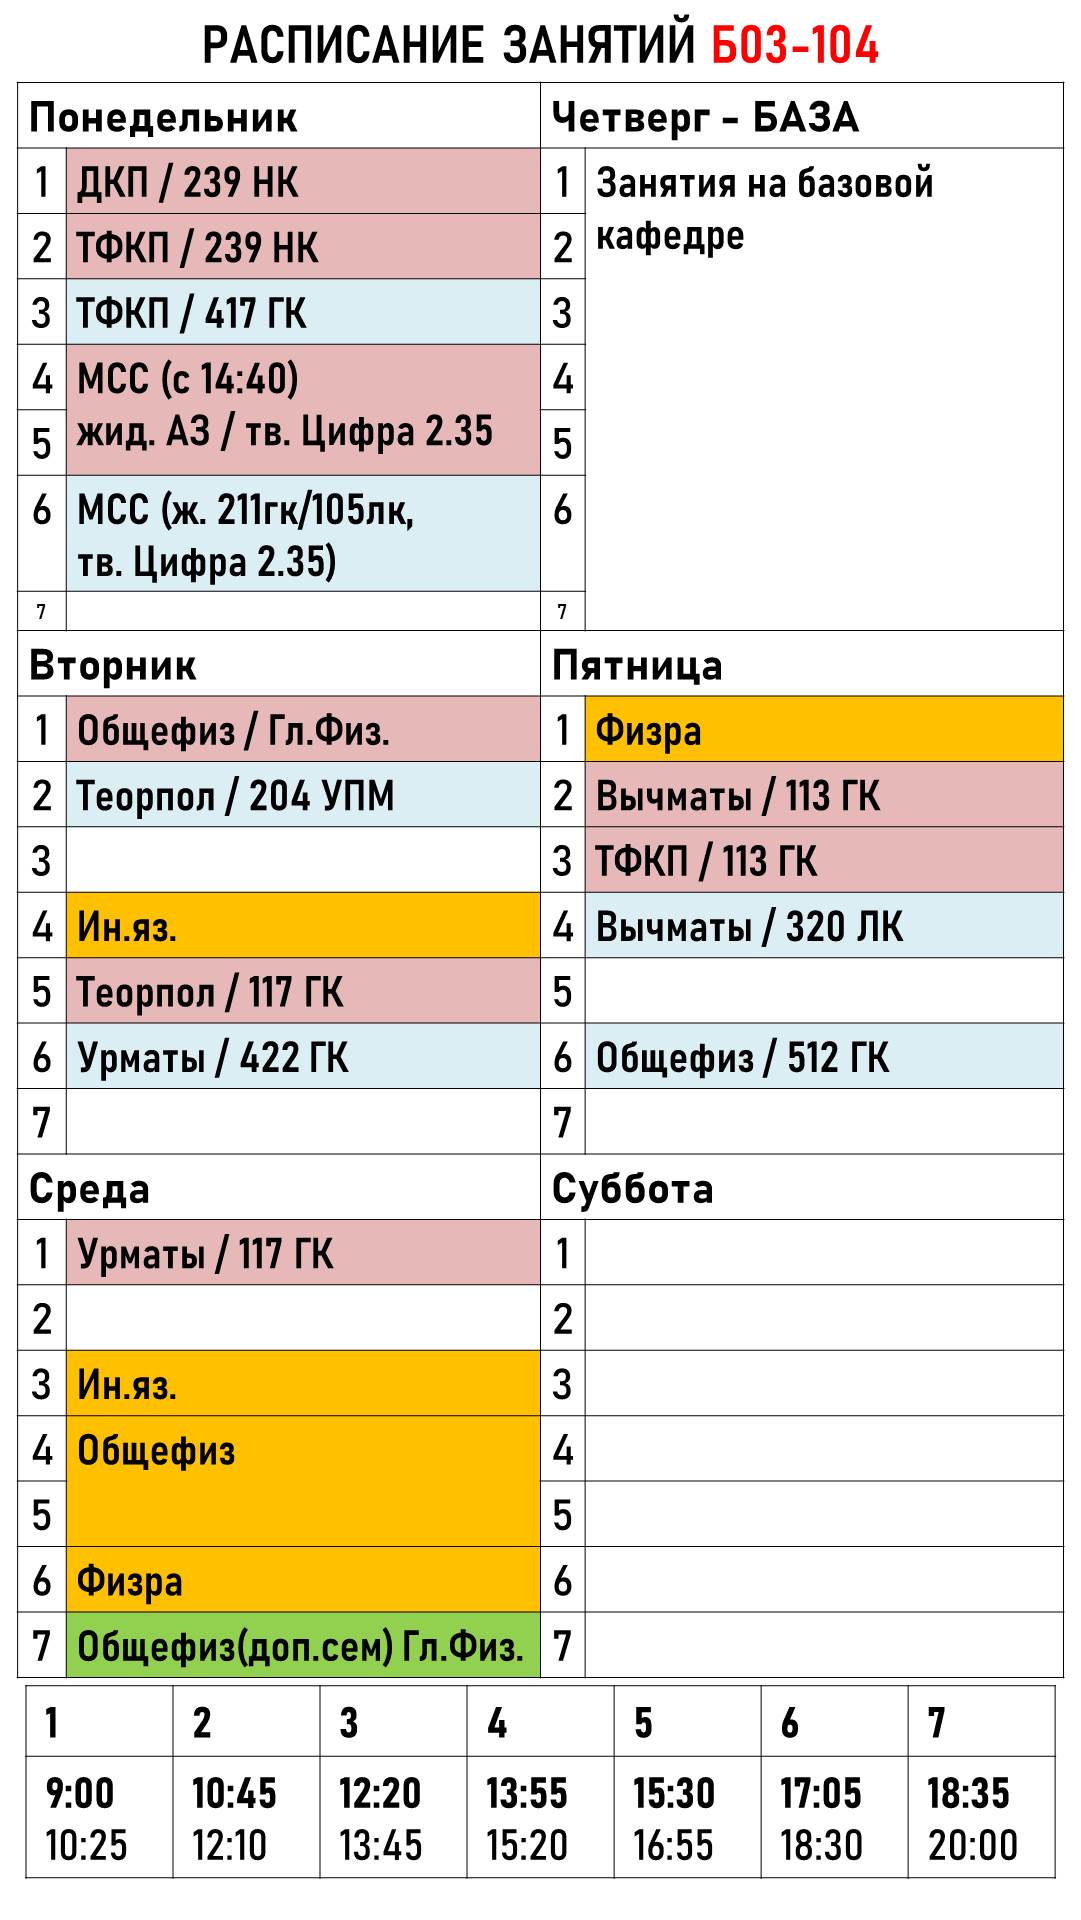 РАСПИСАНИЕ ЗАНЯТИЙ Б03-104
Понедельник
1 ДКП / 239 НК
2 ТФКП / 239 НК
3 ТФКП / 417 ГК
4 МСС (с 14:40)
5 жид. АЗ / тв. Цифра 2.35
6 МСС (ж. 211гк/105лк,
тв. Цифра 2.35)
7
Четверг - БАЗА
1 Занятия на базовой
2 кафедре
3
4
5
6
7
Вторник
1 Общефиз / Гл.Физ.
2 Теорпол / 204 УПМ
3
4 Ин.яз.
5 Теорпол / 117 ГК
6 Урматы / 422 ГК
7
Пятница
1 Физра
2 Вычматы / 113 ГК
3 ТФКП / 113 ГК
4 Вычматы / 320 ЛК
5
6 Общефиз / 512 ГК
7
Среда
1 Урматы / 117 ГК
2
3 Ин.яз.
4 Общефиз
5
6 Физра
7 Общефиз(доп.сем) Гл.Физ.
Суббота
1
2
3
4
5
6
7
1 2 3 4 5 6 7
9:00 10:45 12:20 13:55 15:30 17:05 18:35
10:25 12:10 13:45 15:20 16:55 18:30 20:00